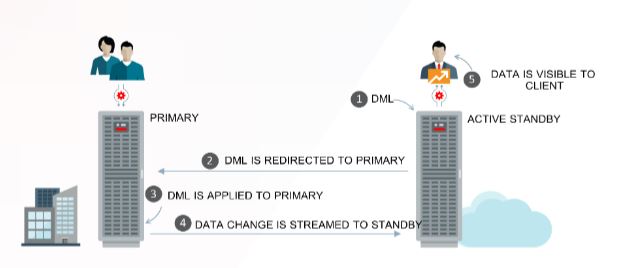 5 DATA IS VISIBLE TO
CLIENT
1 DML
PRIMARY
ACTIVE STANDBY
2 DML IS REDIRECTED TO PRIMARY
3 DML IS APPLIED TO PRIMARY
4 DATA CHANGE IS STREAMED TO STANDBY